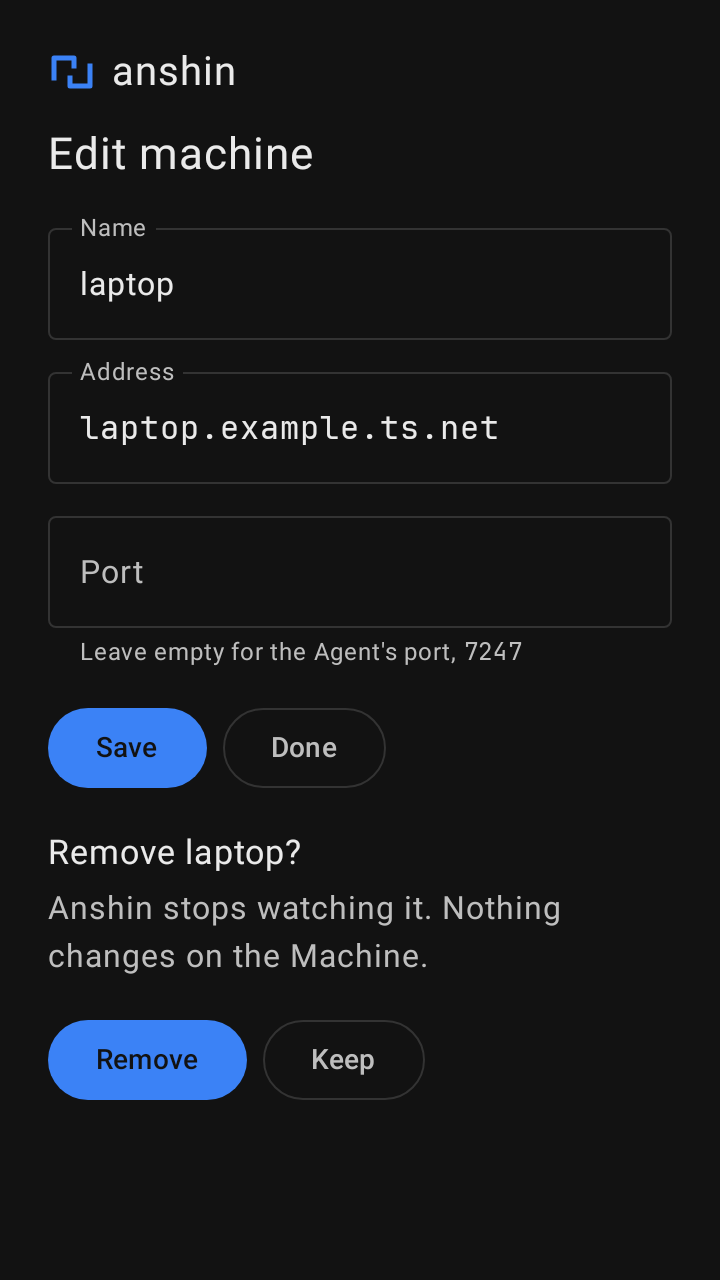 anshin
Edit machine
Name
laptop
Address
laptop.example.ts.net
Port
Leave empty for the Agent's port, 7247
Save
Done
Remove laptop?
Anshin stops watching it. Nothing
changes on the Machine.
Remove
Keep